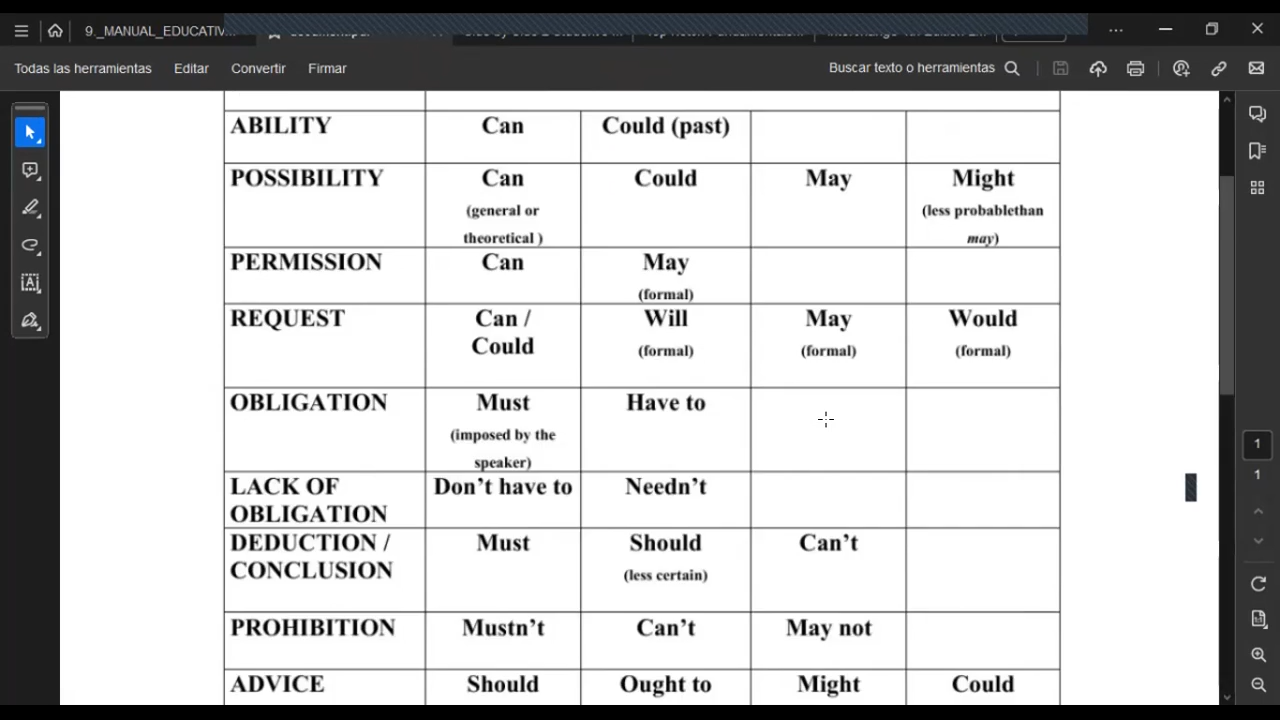 9._MANUAL_EDUCATIV...
Todas las herramientas Editar Convertir Firmar Buscar texto o herramientas
ABILITY Can Could (past)
POSSIBILITY Can Could May Might
(general or (less probablethan
theoretical ) may)
PERMISSION Can May
(formal)
REQUEST Can / Will May Would
Could (formal) (formal) (formal)
OBLIGATION Must Have to
(imposed by the
speaker)
LACK OF Don’t have to Needn’t
OBLIGATION
DEDUCTION / Must Should Can’t
CONCLUSION (less certain)
PROHIBITION Mustn’t Can’t May not
ADVICE Should Ought to Might Could
1
1